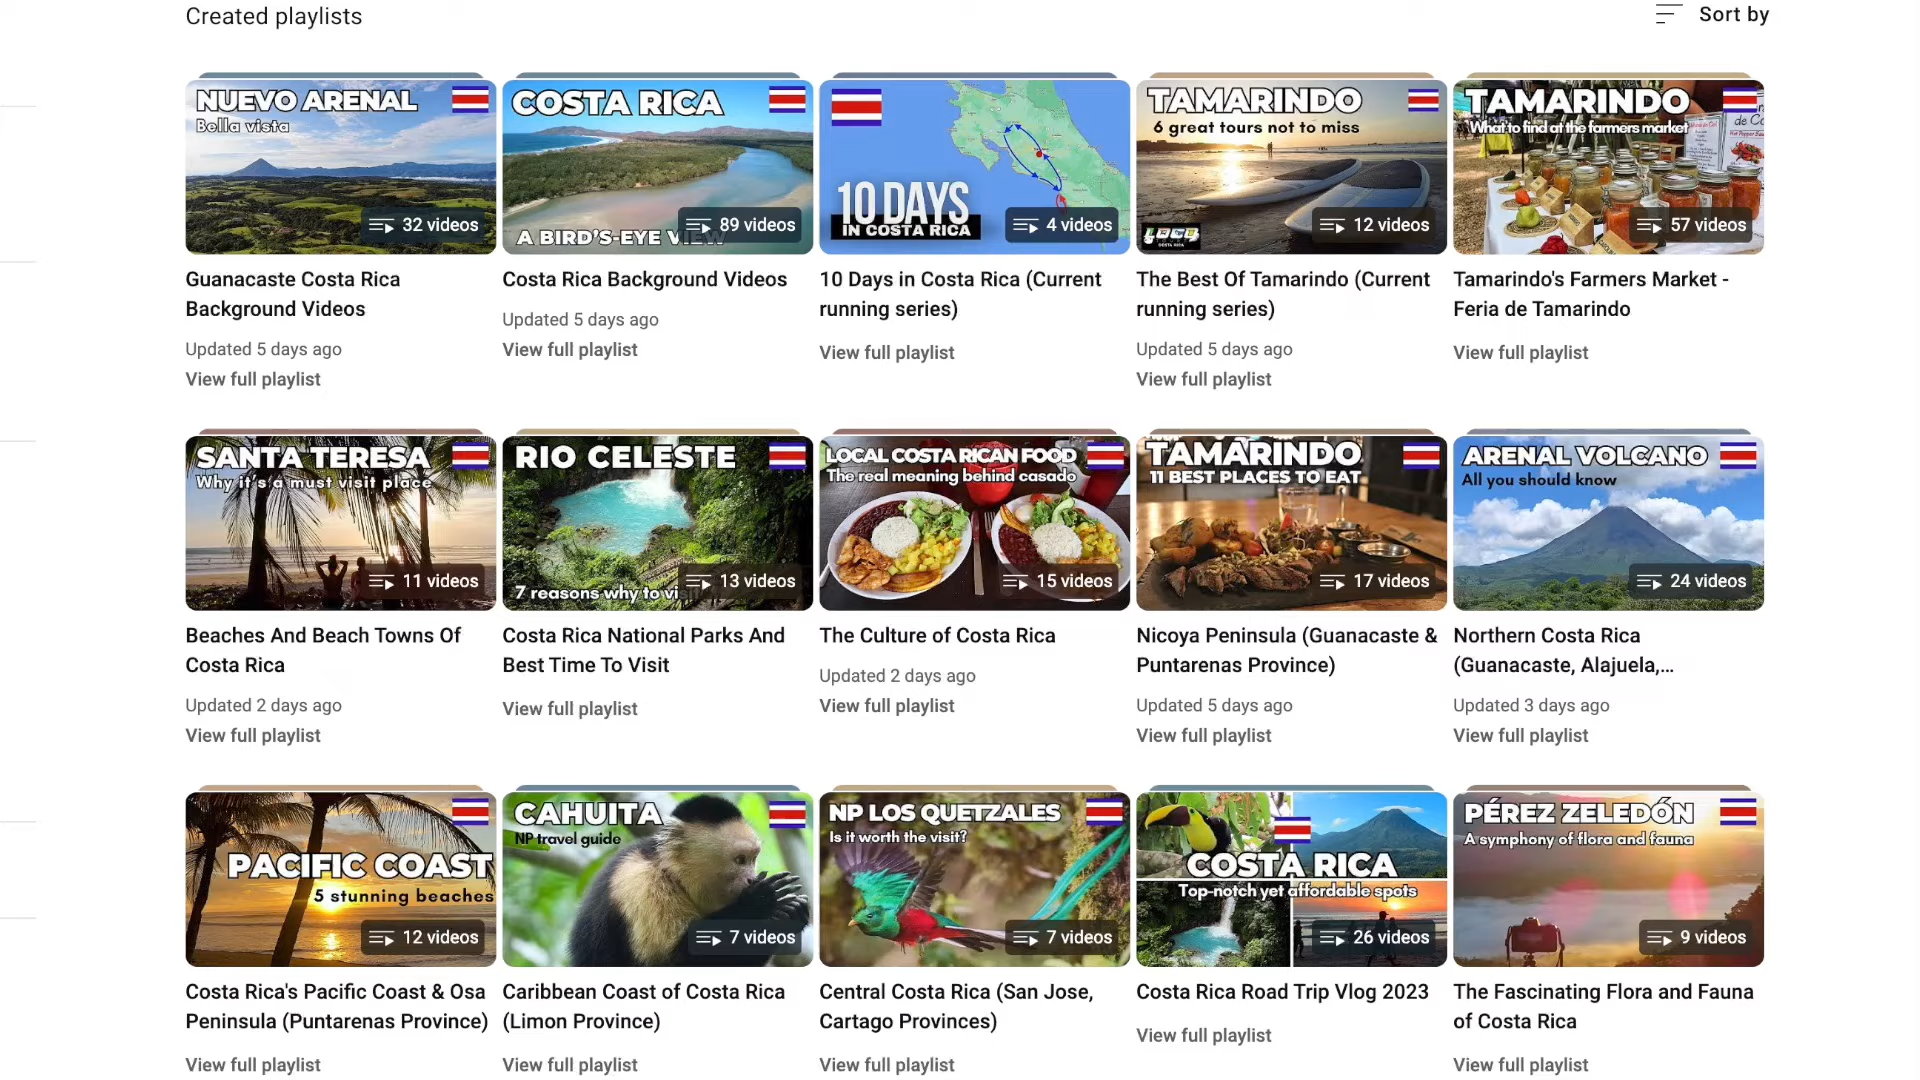 Created playlists
Sort by
NUEVO ARENAL
Bella vista
32 videos
Guanacaste Costa Rica
Background Videos
Updated 5 days ago
View full playlist
COSTA RICA
A BIRD'S-EYE VIEW
89 videos
Costa Rica Background Videos
Updated 5 days ago
View full playlist
10 DAYS
IN COSTA RICA
4 videos
10 Days in Costa Rica (Current
running series)
View full playlist
TAMARINDO
6 great tours not to miss
COSTA RICA
12 videos
The Best Of Tamarindo (Current
running series)
Updated 5 days ago
View full playlist
TAMARINDO
What to find at the farmers market
57 videos
Tamarindo's Farmers Market -
Feria de Tamarindo
View full playlist
SANTA TERESA
Why it's a must visit place
11 videos
Beaches And Beach Towns Of
Costa Rica
Updated 2 days ago
View full playlist
RIO CELESTE
7 reasons why to vi
13 videos
Costa Rica National Parks And
Best Time To Visit
View full playlist
LOCAL COSTA RICAN FOOD
The real meaning behind casado
15 videos
The Culture of Costa Rica
Updated 2 days ago
View full playlist
TAMARINDO
11 BEST PLACES TO EAT
17 videos
Nicoya Peninsula (Guanacaste &
Puntarenas Province)
Updated 5 days ago
View full playlist
ARENAL VOLCANO
All you should know
24 videos
Northern Costa Rica
(Guanacaste, Alajuela,...
Updated 3 days ago
View full playlist
PACIFIC COAST
5 stunning beaches
12 videos
Costa Rica's Pacific Coast & Osa
Peninsula (Puntarenas Province)
View full playlist
CAHUITA
NP travel guide
7 videos
Caribbean Coast of Costa Rica
(Limon Province)
View full playlist
NP LOS QUETZALES
Is it worth the visit?
7 videos
Central Costa Rica (San Jose,
Cartago Provinces)
View full playlist
COSTA RICA
Top-notch yet affordable spots
26 videos
Costa Rica Road Trip Vlog 2023
View full playlist
PÉREZ ZELEDÓN
A symphony of flora and fauna
9 videos
The Fascinating Flora and Fauna
of Costa Rica
View full playlist